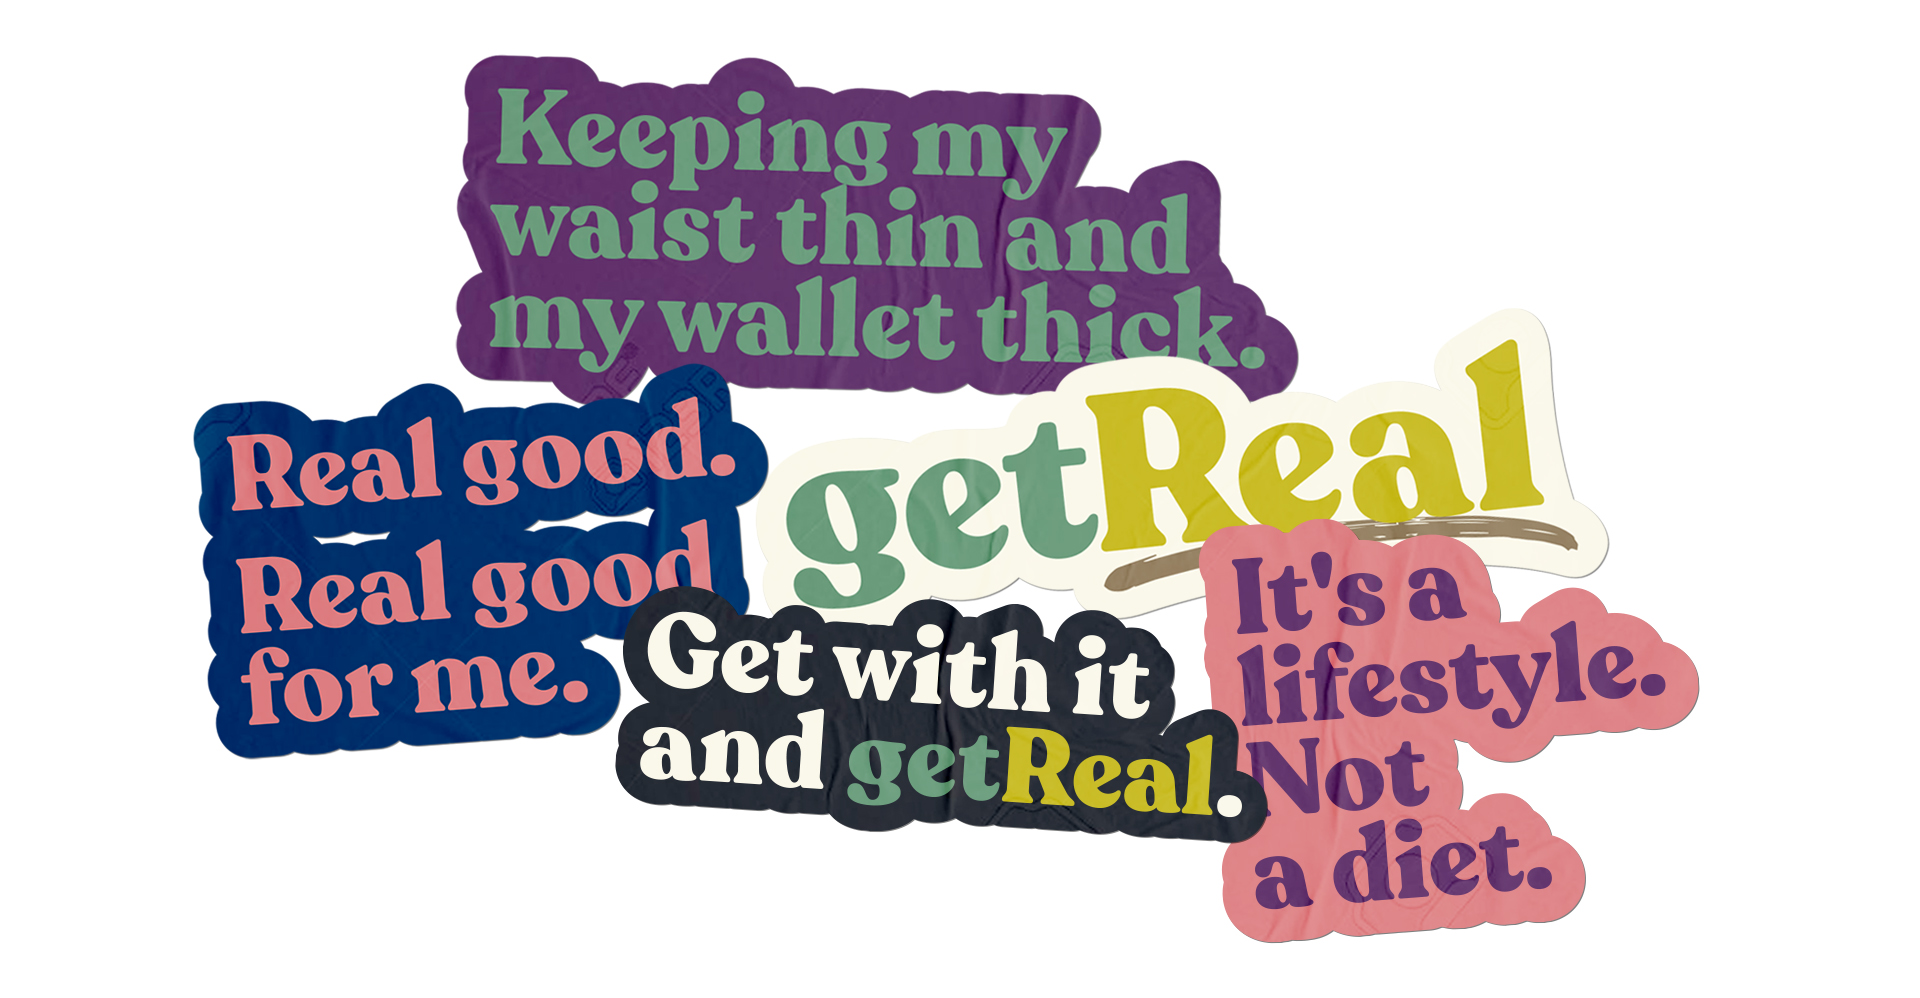 Keeping my
waist thin and
my wallet thick.
Real good.
Real good
for me.
getReal
Get with it
and getReal.
It's a
lifestyle.
Not
a diet.